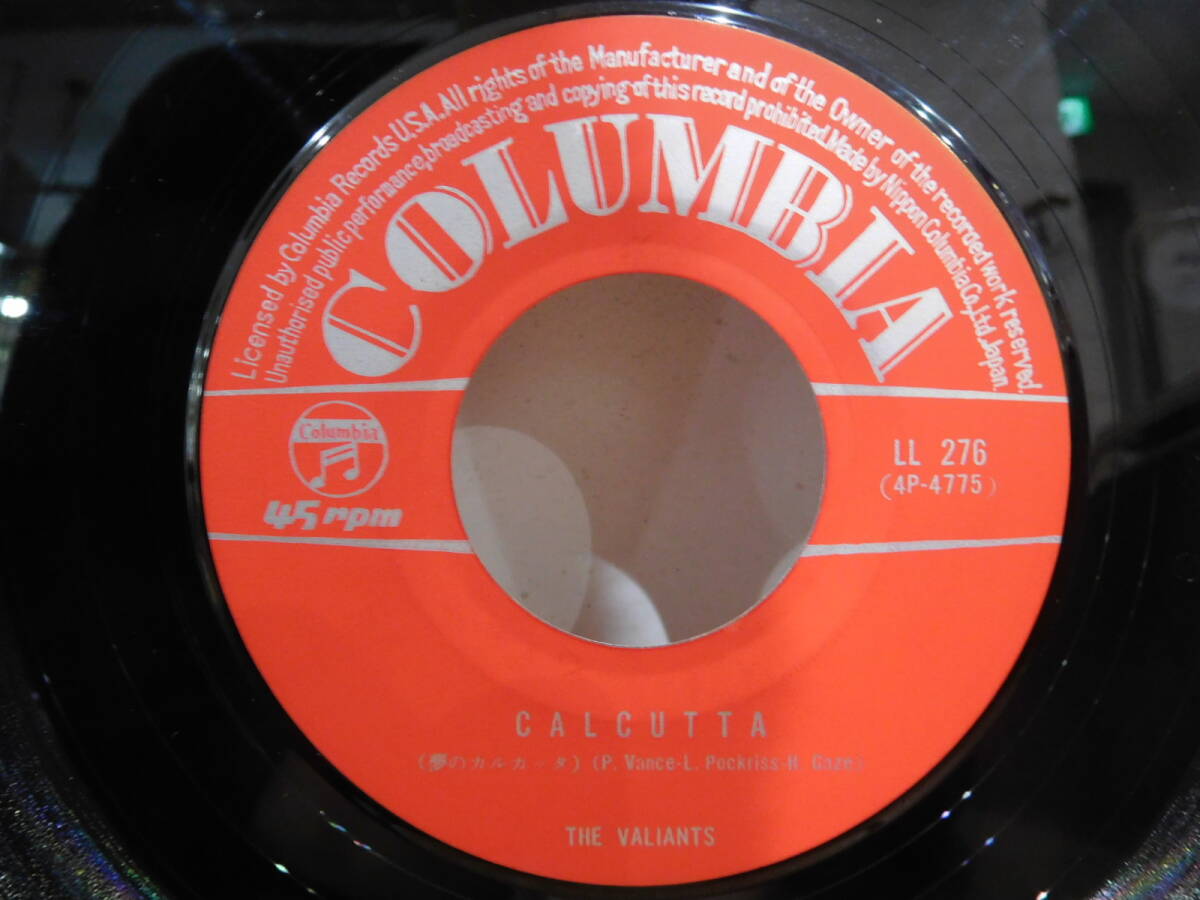 Licensed by Columbia Records U.S.A. All rights of the Manufacturer and of the Owner of the recorded work reserved.
Unauthorised public performance, broadcasting and copying of this record prohibited. Made by Nippon Columbia Co., Ltd. Japan.
COLUMBIA
Columbia
45 rpm
LL 276
(4P-4775)
CALCUTTA
(夢のカルカッタ) (P. Vance-L. Pockriss-H. Gaze)
THE VALIANTS